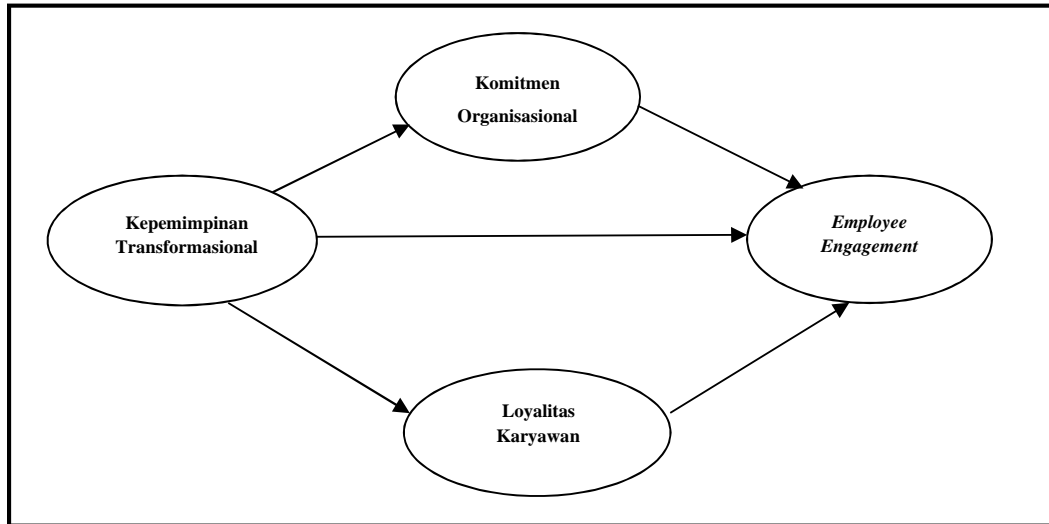 Komitmen
Organisasional
Kepemimpinan
Transformasional
Employee
Engagement
Loyalitas
Karyawan